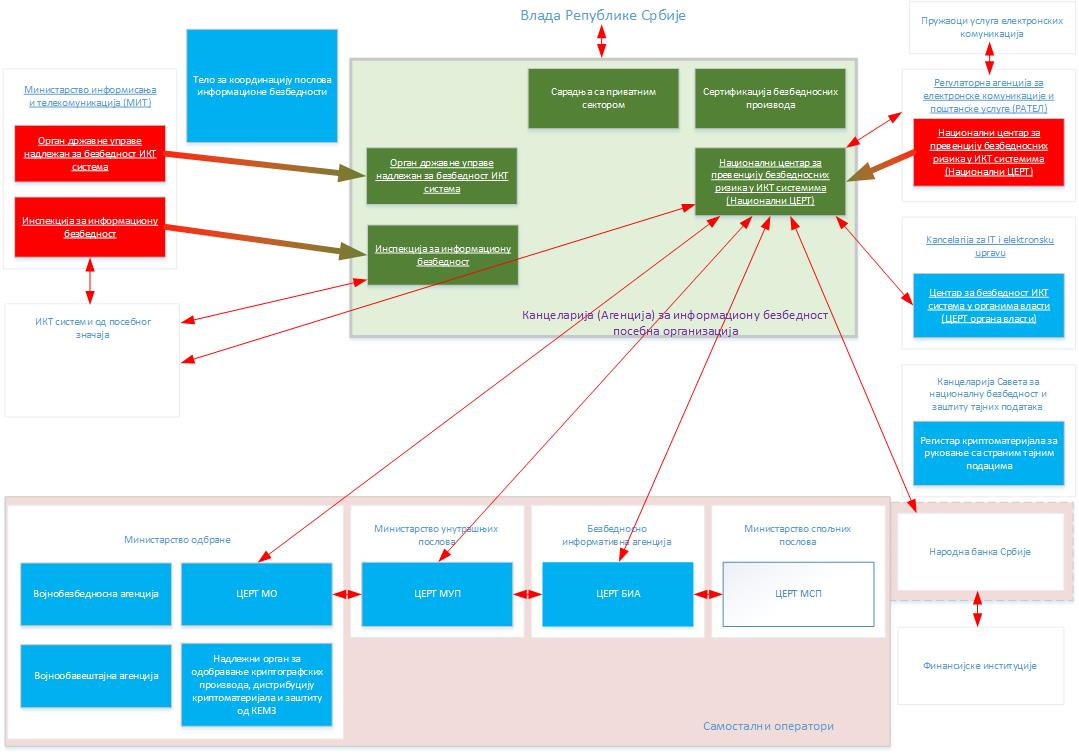 Влада Републике Србије
Пружаоци услуга електронских
комуникација
Тело за координацију послова
информационе безбедности
Министарство информисања
и телекомуникација (МИТ)
Орган државне управе
надлежан за безбедност ИКТ
система
Инспекција за информациону
безбедност
ИКТ системи од посебног
значаја
Сарадња са приватним
сектором
Сертификација безбедносних
производа
Орган државне управе
надлежан за безбедност ИКТ
система
Национални центар за
превенцију безбедносних
ризика у ИКТ системима
(Национални ЦЕРТ)
Инспекција за информациону
безбедност
Канцеларија (Агенција) за информациону безбедност
посебна организација
Регулаторна агенција за
електронске комуникације и
поштанске услуге (РАТЕЛ)
Национални центар за
превенцију безбедносних
ризика у ИКТ системима
(Национални ЦЕРТ)
Kancelarija za IT i elektronsku
upravu
Центар за безбедност ИКТ
система у органима власти
(ЦЕРТ органа власти)
Канцеларија Савета за
националну безбедност и
заштиту тајних података
Регистар криптоматеријала за
руковање са страним тајним
подацима
Министарство одбране
Војнобезбедносна агенција
ЦЕРТ МО
Војнообавештајна агенција
Надлежни орган за
одобравање криптографских
производа, дистрибуцију
криптоматеријала и заштиту
од КЕМЗ
Министарство унутрашњих
послова
ЦЕРТ МУП
Безбедносно
информативна агенција
ЦЕРТ БИА
Министарство спољних
послова
ЦЕРТ МСП
Самостални оператори
Народна банка Србије
Финансијске институције